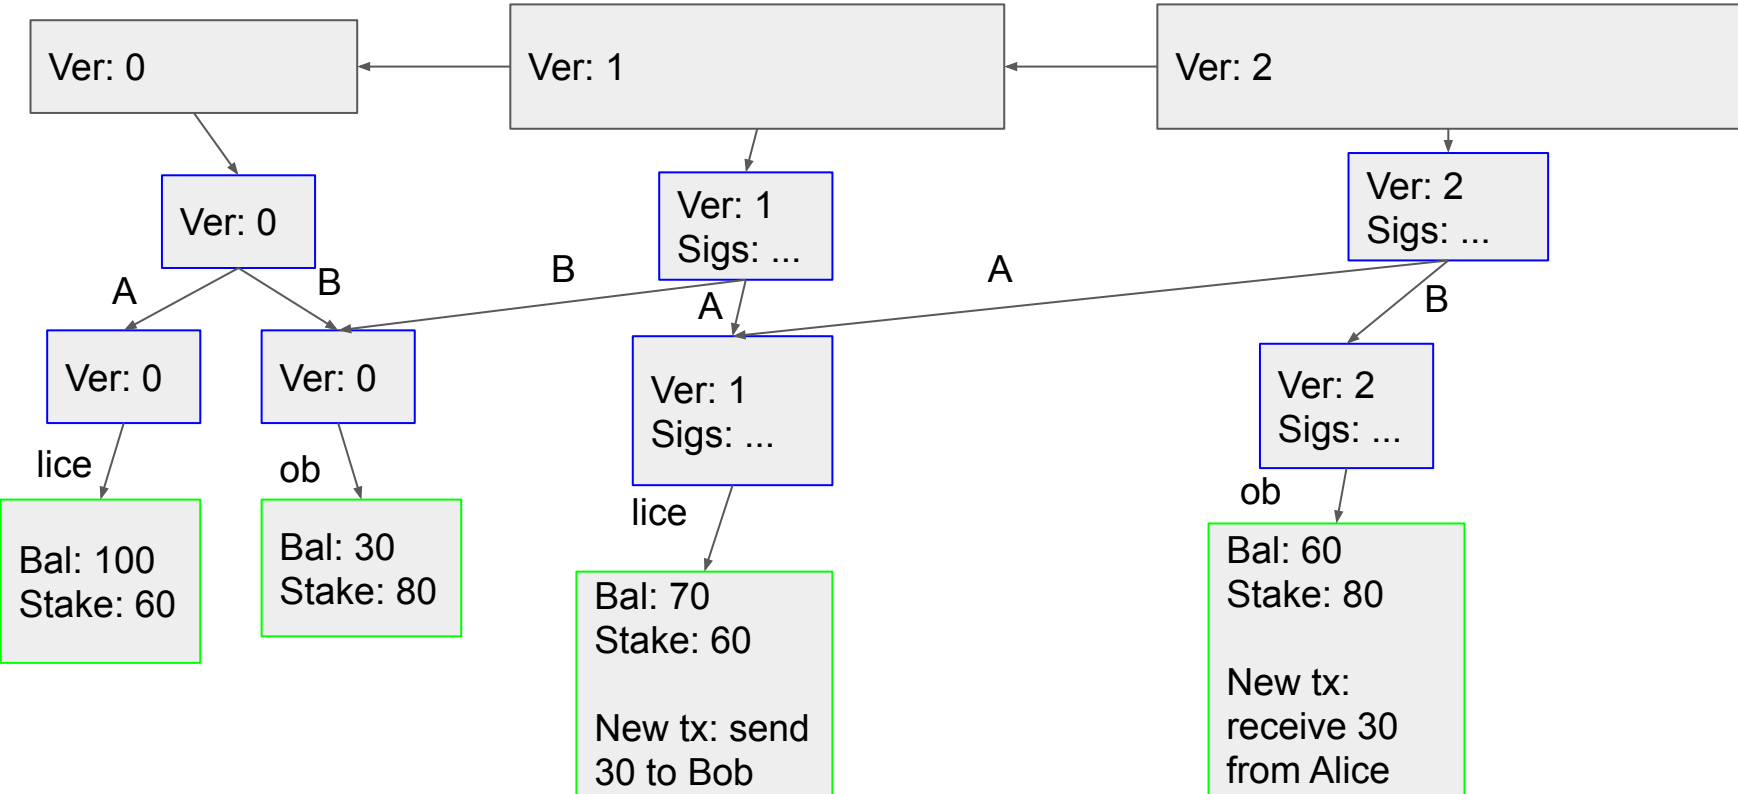 Ver: 0
Ver: 1
Ver: 2
Ver: 0
Ver: 1
Sigs: ...
Ver: 2
Sigs: ...
A
B
B
A
A
B
Ver: 0
Ver: 0
Ver: 1
Sigs: ...
Ver: 2
Sigs: ...
lice
ob
lice
ob
Bal: 100
Stake: 60
Bal: 30
Stake: 80
Bal: 70
Stake: 60
New tx: send
30 to Bob
Bal: 60
Stake: 80
New tx:
receive 30
from Alice